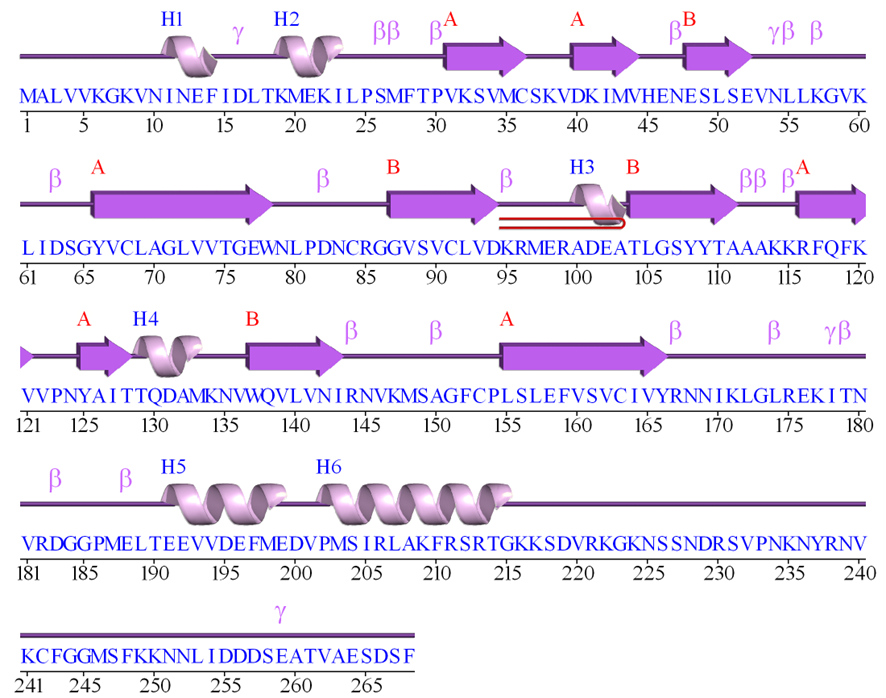 H1 γ H2 ββ β A A β B γβ β
MALVVKGKVNINEFIDLTKMEKILPSMFTPVKSVMCSKVDKIMVHENESLSEVNLLKGVK
1 5 10 15 20 25 30 35 40 45 50 55 60
β A β B β H3 B ββ β A
LIDSGYVCLAGLVVTGEWNLPDNCRGGVSVCLVDKRMERADEATLGSYYTAAAKKRFQFK
61 65 70 75 80 85 90 95 100 105 110 115 120
A H4 B β β A β β γβ
VVPNYAITTQDAMKNVWQVLVNIRNVKMSAGFCPLSLEFVSVCIVYRNNIKLGLREKITN
121 125 130 135 140 145 150 155 160 165 170 175 180
β β H5 H6
VRDGGPMELTEEVVDEFMEDVPMSIRLAKFRSRTGKKSDVRKGKNSSNDRSVPNKNYRNV
181 185 190 195 200 205 210 215 220 225 230 235 240
γ
KCFGGMSFKKNNLIDDDSEATVAESDSF
241 245 250 255 260 265